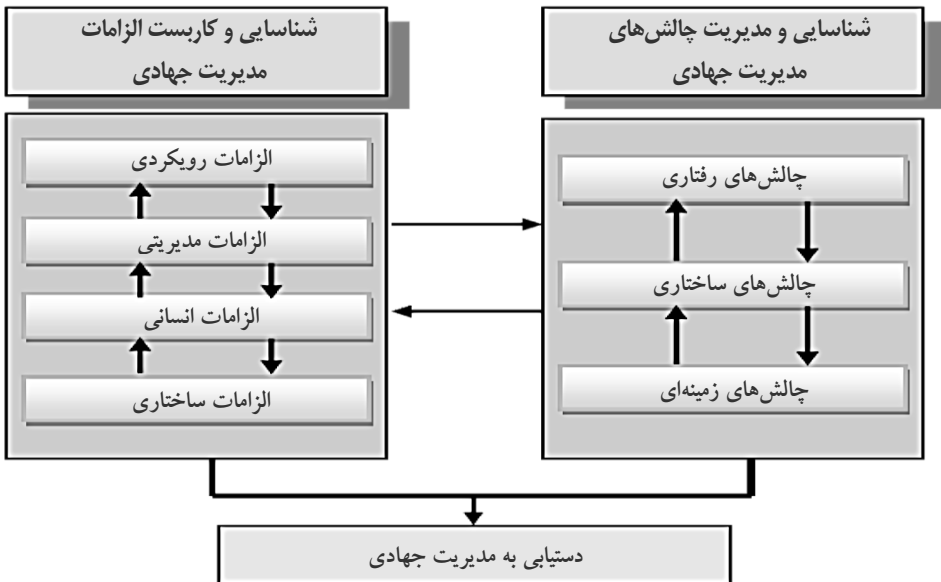 شناسایی و مدیریت چالش‌های
مدیریت جهادی
چالش‌های رفتاری
چالش‌های ساختاری
چالش‌های زمینه‌ای
شناسایی و کاربست الزامات
مدیریت جهادی
الزامات رویکردی
الزامات مدیریتی
الزامات انسانی
الزامات ساختاری
دستیابی به مدیریت جهادی